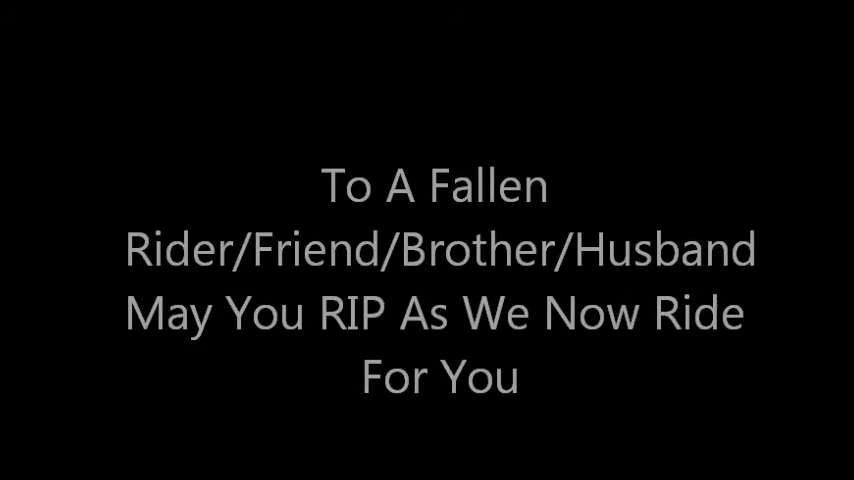 To A Fallen
Rider/Friend/Brother/Husband
May You RIP As We Now Ride
For You